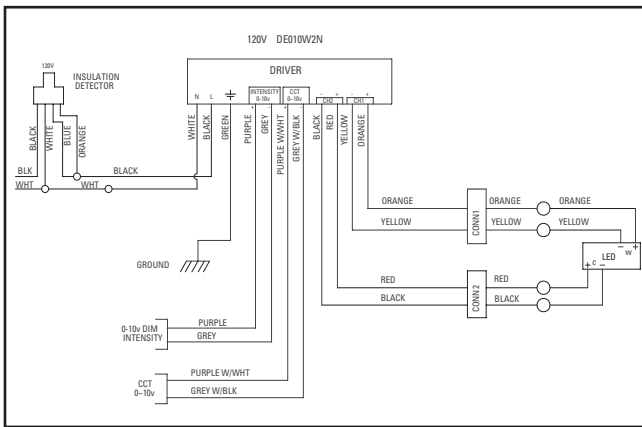 120V DE010W2N
DRIVER
120V
INSULATION
DETECTOR
N L
INTENSITY
0-10v
CCT
0~10v
- +
CH2
- +
CH1
+ - + -
BLACK
WHITE
BLUE
ORANGE
WHITE
BLACK
GREEN
PURPLE
GREY
PURPLE W/WHT
GREY W/BLK
BLACK
RED
YELLOW
ORANGE
BLK
BLACK
WHT
WHT
ORANGE
ORANGE
ORANGE
YELLOW
YELLOW
YELLOW
CONN1
- +
W
LED
+ C -
GROUND
RED
RED
BLACK
BLACK
CONN2
0-10v DIM
INTENSITY
PURPLE
GREY
CCT
0~10v
PURPLE W/WHT
GREY W/BLK